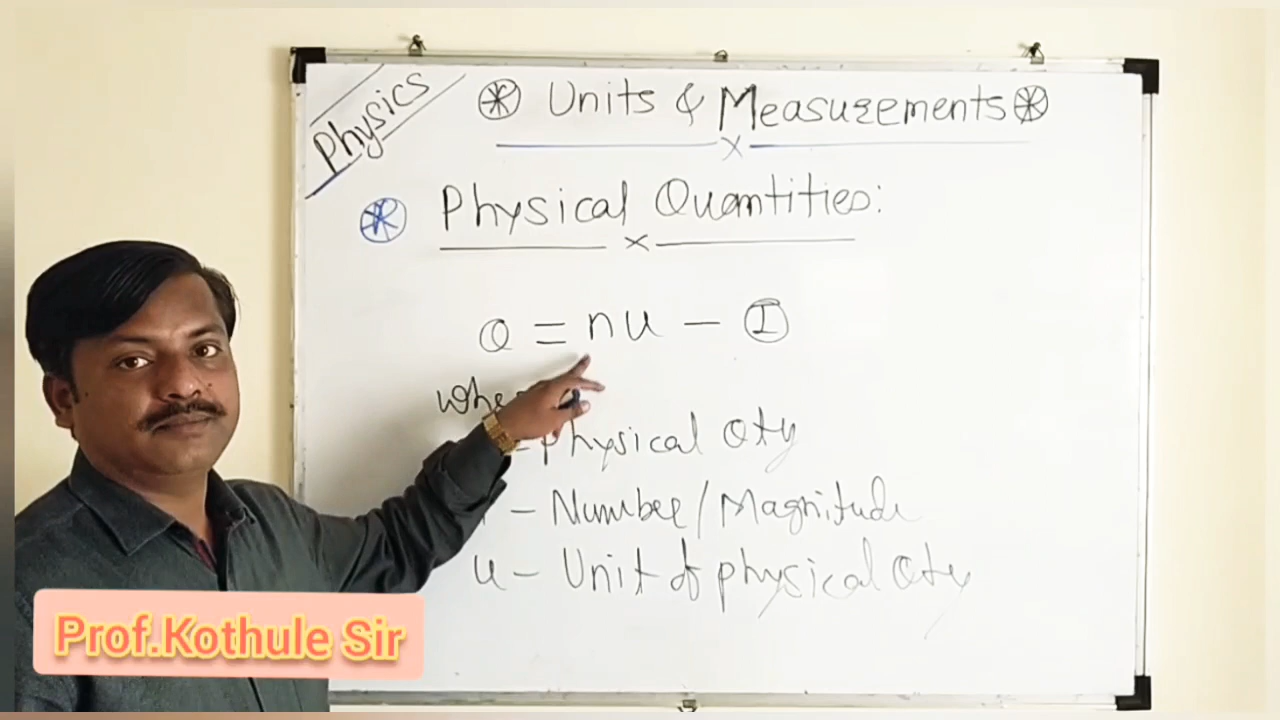 Physics
Units & Measurements
Physical Quantities:
Q = nu - I
Physical Qty
- Number/Magnitude
u - Unit of physical Qty
Prof.Kothule Sir